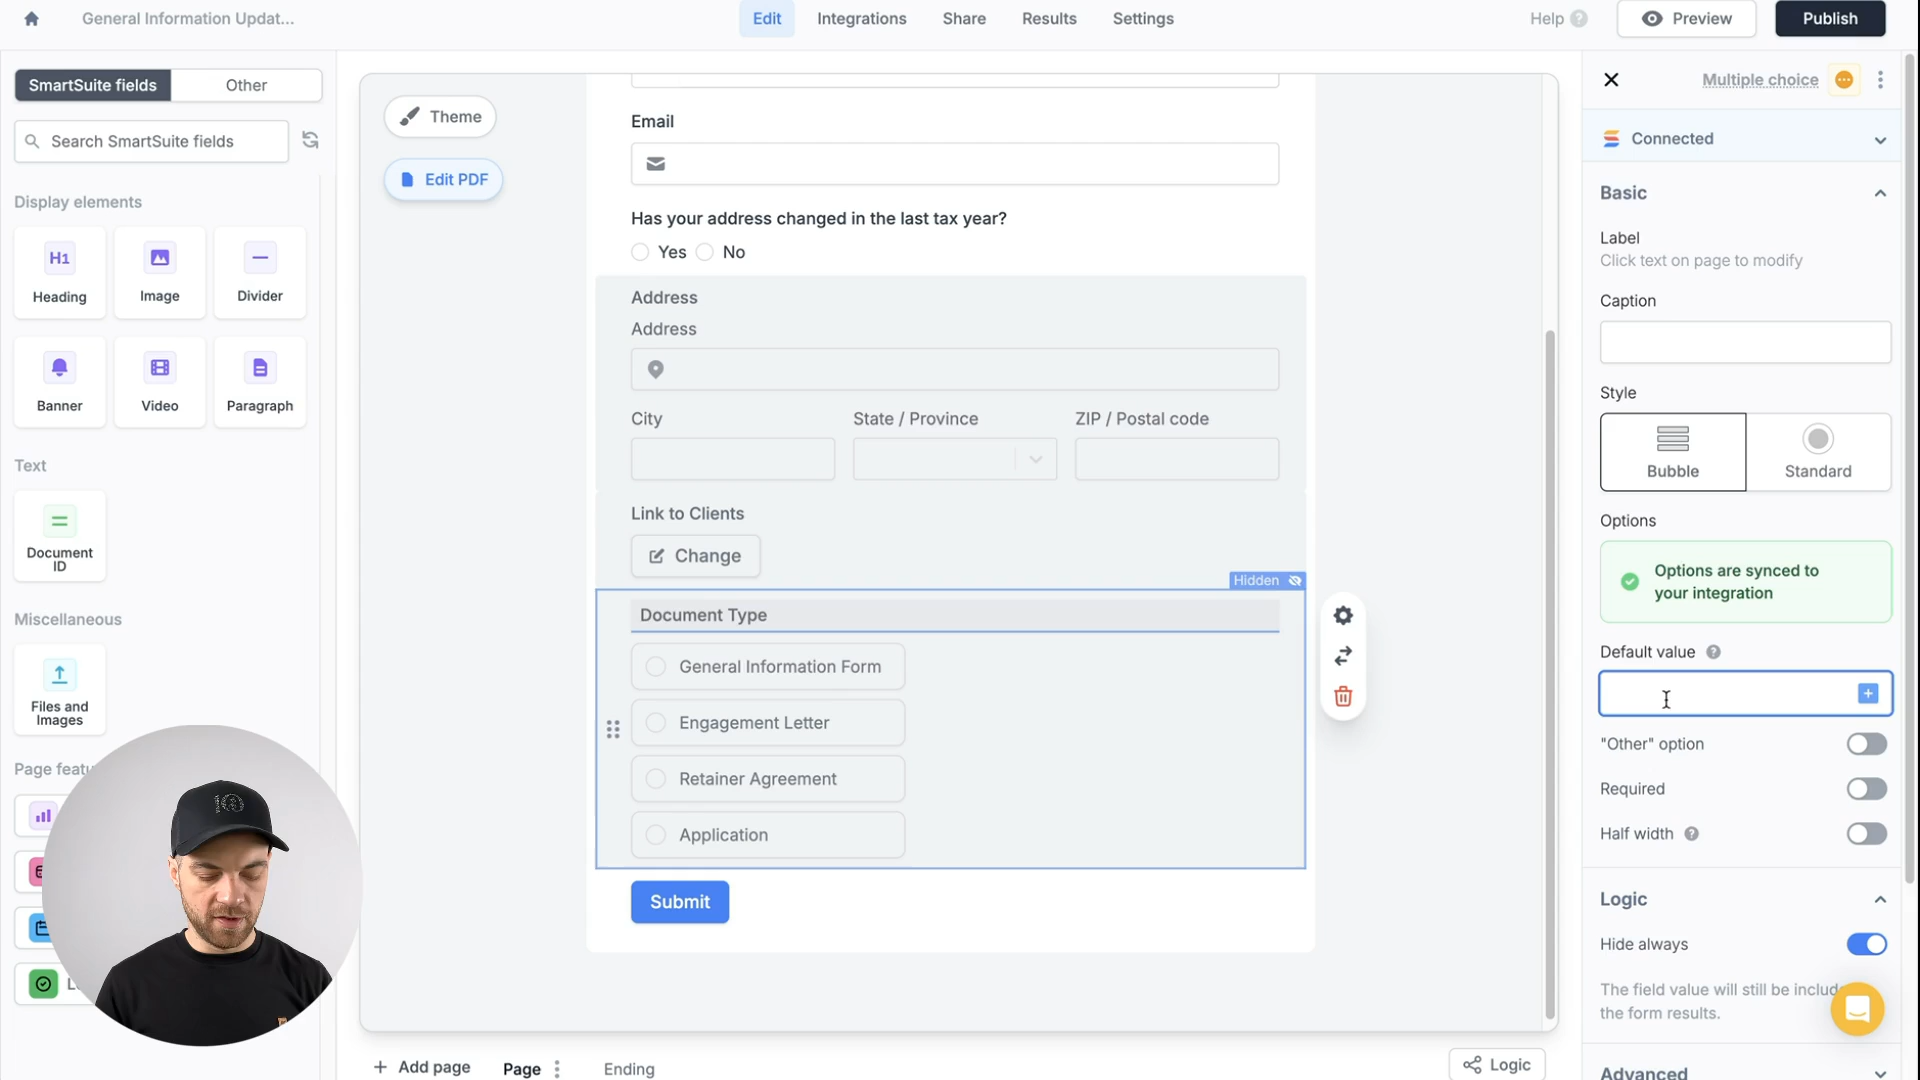 General Information Updat...
Edit
Integrations
Share
Results
Settings
Help
Preview
Publish
SmartSuite fields
Other
Search SmartSuite fields
Display elements
H1
Heading
Image
Divider
Banner
Video
Paragraph
Text
Document
ID
Miscellaneous
Files and
Images
Page featu
Theme
Edit PDF
Email
Has your address changed in the last tax year?
Yes
No
Address
Address
City
State / Province
ZIP / Postal code
Link to Clients
Change
Hidden
Document Type
General Information Form
Engagement Letter
Retainer Agreement
Application
Submit
Add page
Page
Ending
Logic
Multiple choice
Connected
Basic
Label
Click text on page to modify
Caption
Style
Bubble
Standard
Options
Options are synced to
your integration
Default value
"Other" option
Required
Half width
Logic
Hide always
The field value will still be include
the form results.
Advanced